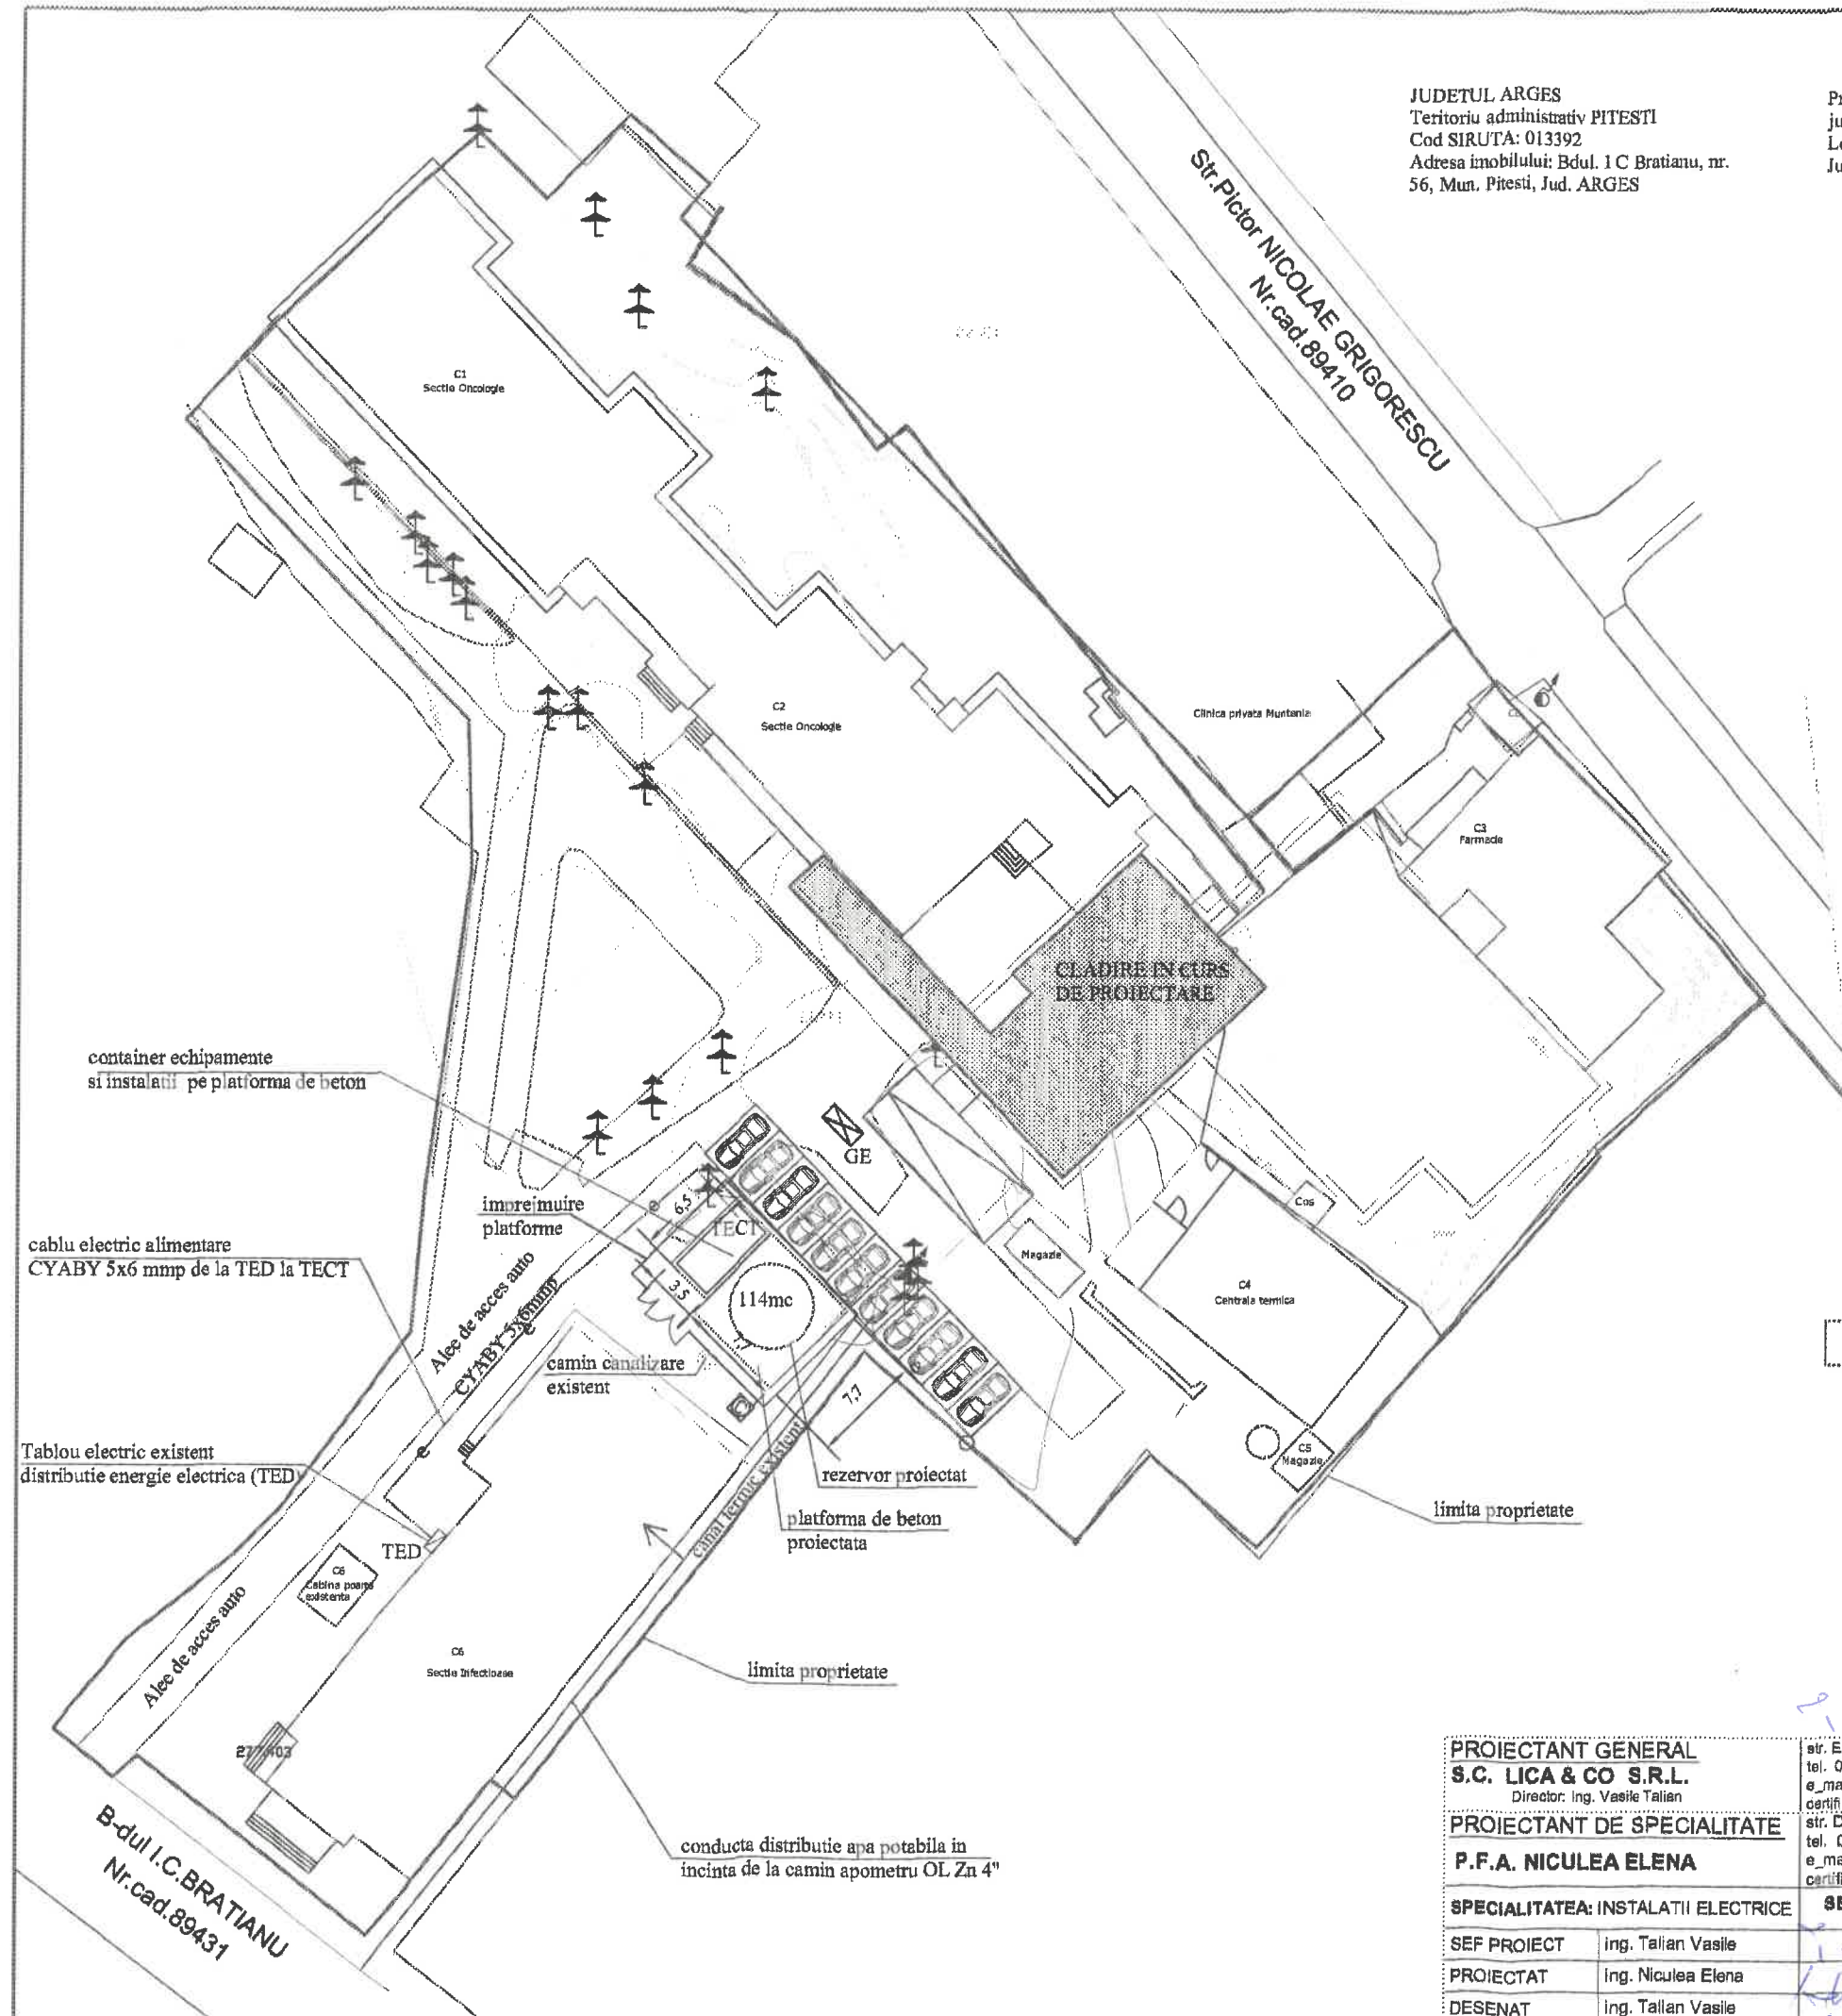 JUDETUL ARGES
Teritoriu administrativ PITESTI
Cod SIRUTA: 013392
Adresa imobilului: Bdul. I C Bratianu, nr.
56, Mun. Pitesti, Jud. ARGES
Str.Pictor NICOLAE GRIGORESCU
Nr.cad.89410
C1
Sectie Oncologie
C2
Sectie Oncologie
Clinica privata Muntenia
C3
Farmacie
CLADIRE IN CURS
DE PROIECTARE
container echipamente
si instalatii pe platforma de beton
GE
imprejmuire
platforme
6,5
TECT
Cos
cablu electric alimentare
CYABY 5x6 mmp de la TED la TECT
Magazie
C4
Centrala termica
3,5
114mc
Alee de acces auto
CYABY 5x6mmp
e
e
e
camin canalizare
existent
C
7,7
Tablou electric existent
distributie energie electrica (TED)
C5
Magazie
rezervor proiectat
limita proprietate
platforma de beton
proiectata
canal termic existent
TED
C6
Cabina poarta
existenta
Alee de acces auto
C6
Sectie Infectioase
limita proprietate
B-dul I.C.BRATIANU
Nr.cad.89431
conducta distributie apa potabila in
incinta de la camin apometru OL Zn 4"
PROIECTANT GENERAL
S.C. LICA & CO S.R.L.
Director: Ing. Vasile Talian
PROIECTANT DE SPECIALITATE
P.F.A. NICULEA ELENA
SPECIALITATEA: INSTALATII ELECTRICE
SEF PROIECT ing. Talian Vasile
PROIECTAT ing. Niculea Elena
DESENAT ing. Talian Vasile